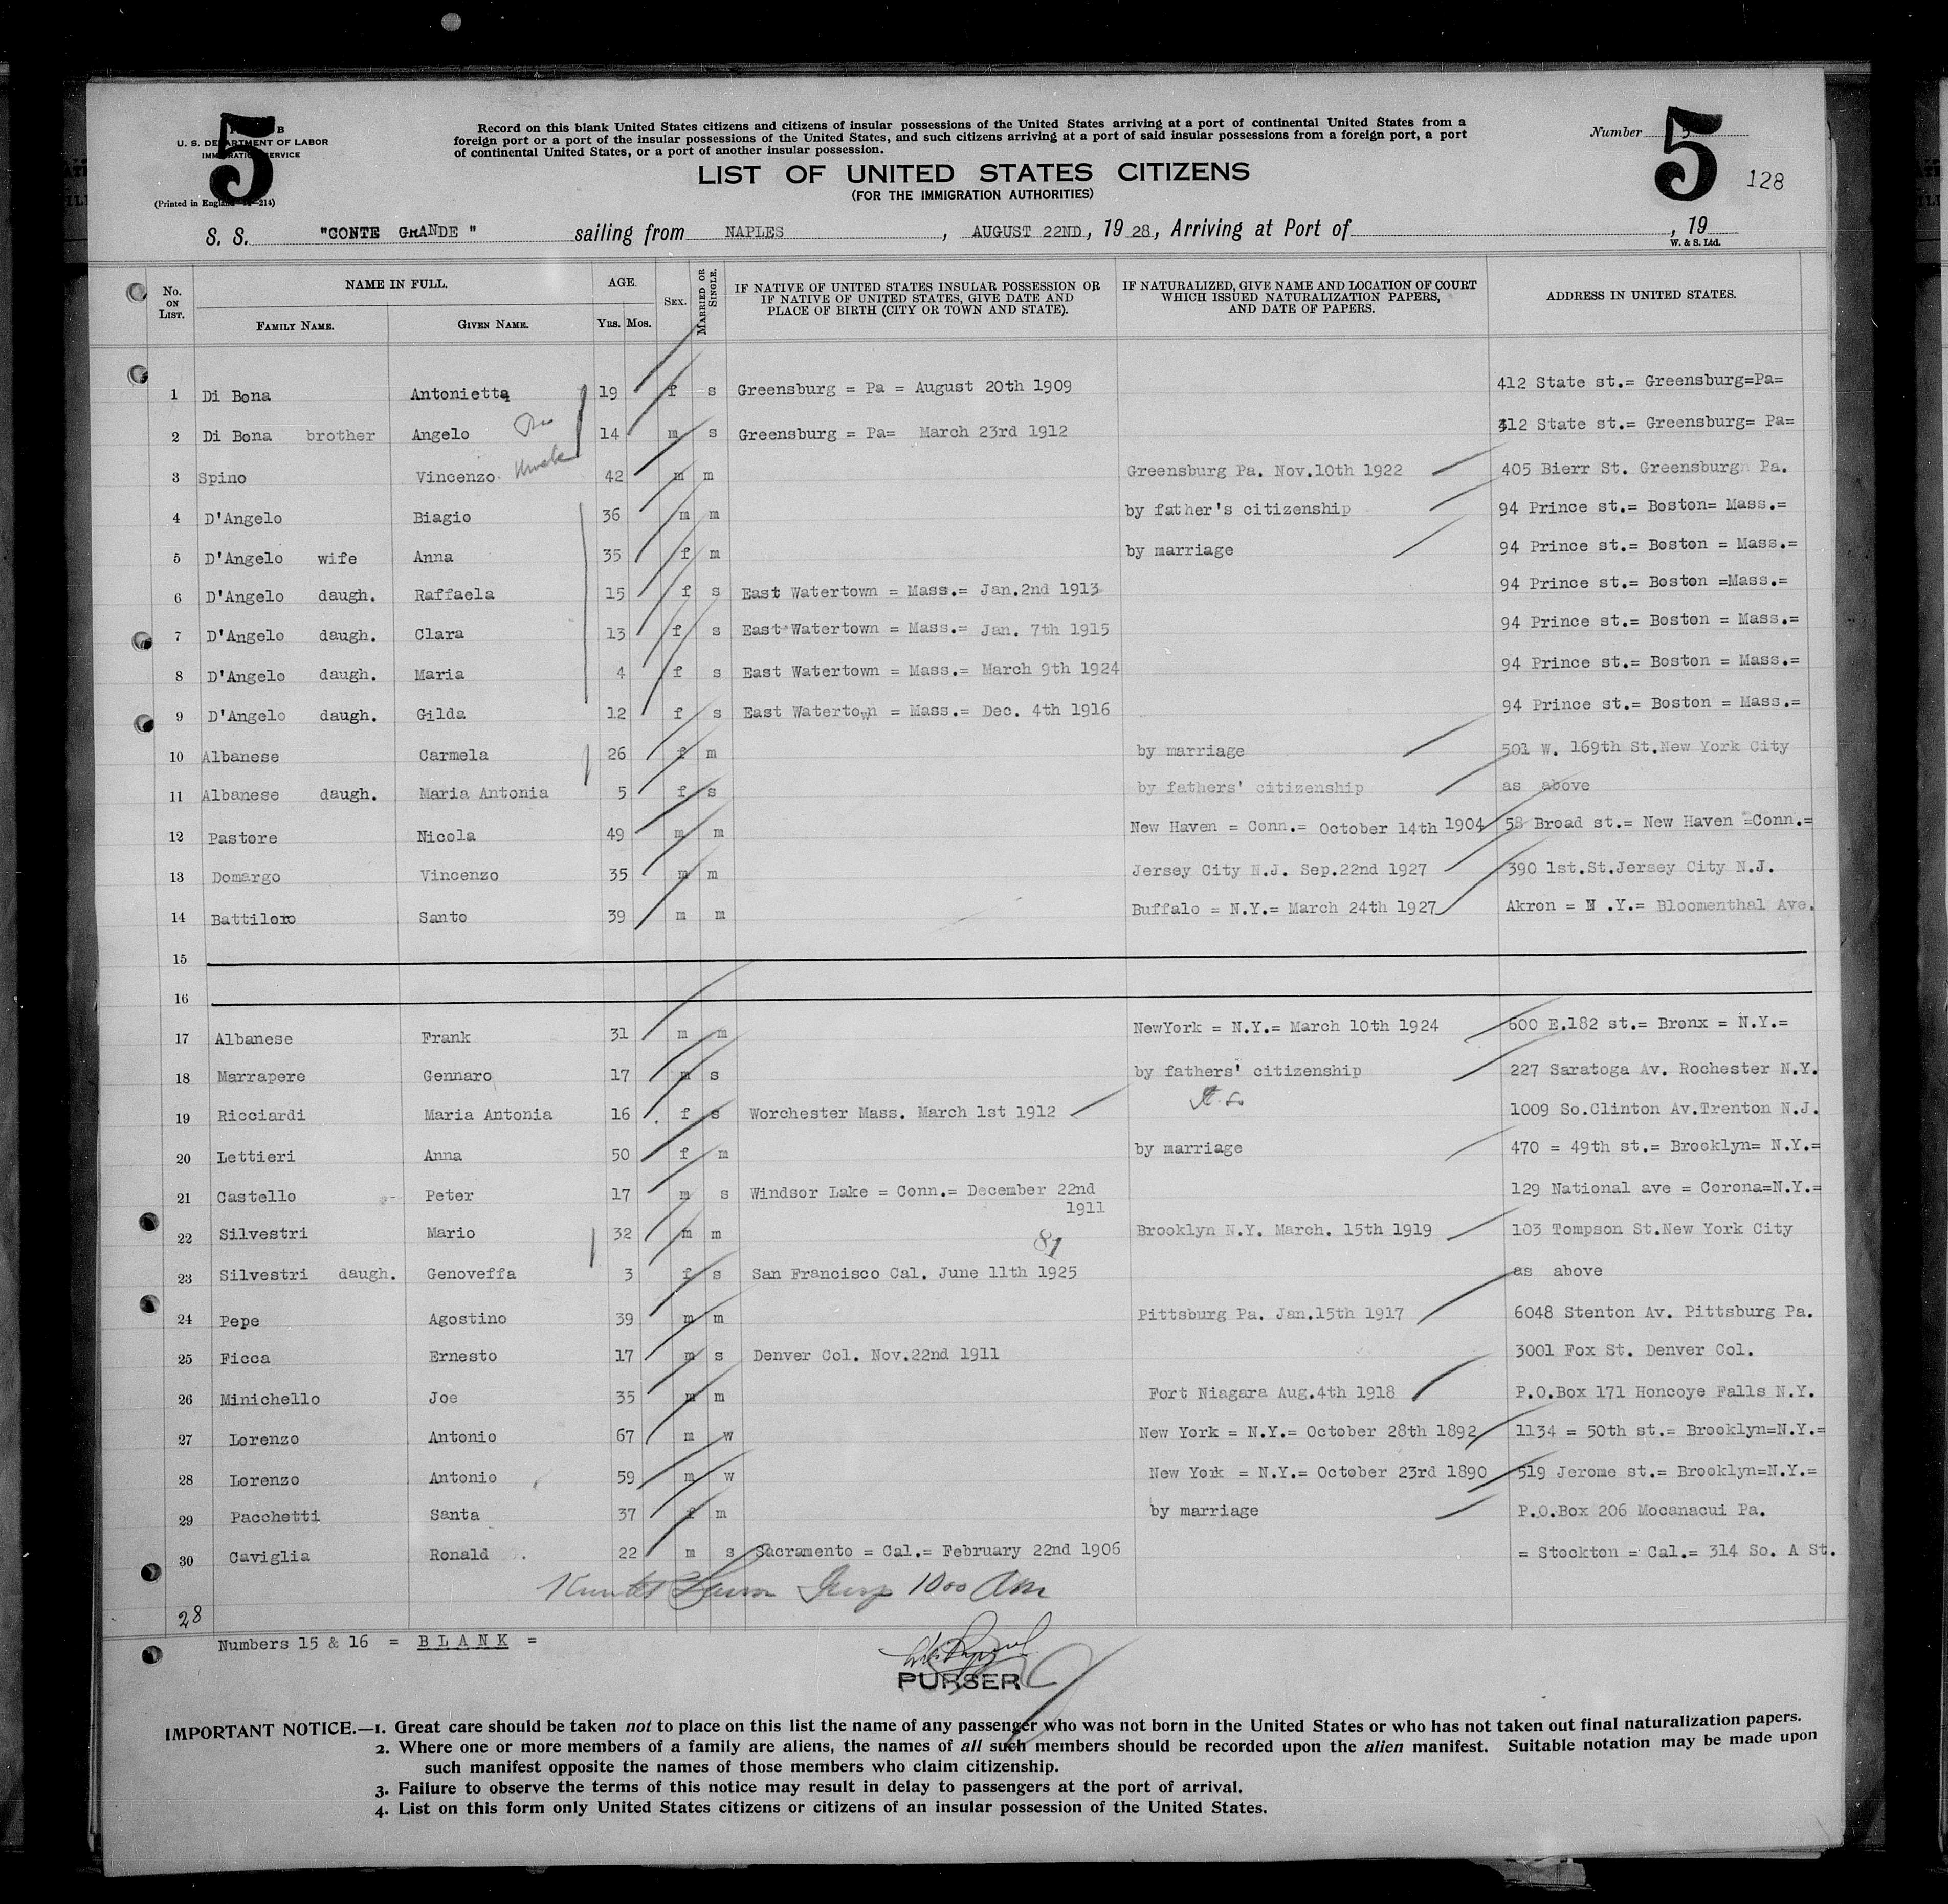 5
B
U. S. DEPARTMENT OF LABOR
IMMIGRATION SERVICE
(Printed in England —214)
Record on this blank United States citizens and citizens of insular possessions of the United States arriving at a port of continental United States from a
foreign port or a port of the insular possessions of the United States, and such citizens arriving at a port of said insular possessions from a foreign port, a port
of continental United States, or a port of another insular possession.
Number 5
5
128
LIST OF UNITED STATES CITIZENS
(FOR THE IMMIGRATION AUTHORITIES)
S. S. "CONTE GRANDE" sailing from NAPLES, AUGUST 22ND, 1928, Arriving at Port of , 19
W. & S. Ltd.
No. ON LIST. NAME IN FULL. FAMILY NAME. GIVEN NAME. AGE. Yrs. Mos. SEX. MARRIED OR SINGLE. IF NATIVE OF UNITED STATES INSULAR POSSESSION OR IF NATIVE OF UNITED STATES, GIVE DATE AND PLACE OF BIRTH (CITY OR TOWN AND STATE). IF NATURALIZED, GIVE NAME AND LOCATION OF COURT WHICH ISSUED NATURALIZATION PAPERS, AND DATE OF PAPERS. ADDRESS IN UNITED STATES.
1 Di Bona Antonietta 19 f s Greensburg = Pa = August 20th 1909 412 State st.= Greensburg=Pa=
2 Di Bona brother Angelo 14 m s Greensburg = Pa= March 23rd 1912 412 State st.= Greensburg= Pa=
3 Spino Vincenzo 42 m m Greensburg Pa. Nov.10th 1922 405 Bierr St. Greensburg Pa.
4 D'Angelo Biagio 36 m m by father's citizenship 94 Prince st.= Boston= Mass.=
5 D'Angelo wife Anna 35 f m by marriage 94 Prince st.= Boston = Mass.=
6 D'Angelo daugh. Raffaela 15 f s East Watertown = Mass.= Jan.2nd 1913 94 Prince st.= Boston =Mass.=
7 D'Angelo daugh. Clara 13 f s East Watertown = Mass.= Jan. 7th 1915 94 Prince st.= Boston = Mass.=
8 D'Angelo daugh. Maria 4 f s East Watertown = Mass.= March 9th 1924 94 Prince st.= Boston = Mass.=
9 D'Angelo daugh. Gilda 12 f s East Watertown = Mass.= Dec. 4th 1916 94 Prince st.= Boston = Mass.=
10 Albanese Carmela 26 f m by marriage 501 W. 169th St.New York City
11 Albanese daugh. Maria Antonia 5 f s by fathers' citizenship as above
12 Pastore Nicola 49 m m New Haven = Conn.= October 14th 1904 58 Broad st.= New Haven =Conn.=
13 Domargo Vincenzo 35 m m Jersey City N.J. Sep.22nd 1927 390 1st.St.Jersey City N.J.
14 Battiloro Santo 39 m m Buffalo = N.Y.= March 24th 1927 Akron = N .Y.= Bloomenthal Ave.
15
16
17 Albanese Frank 31 m m NewYork = N.Y.= March 10th 1924 600 E.182 st.= Bronx = N.Y.=
18 Marrapere Gennaro 17 m s by fathers' citizenship 227 Saratoga Av. Rochester N.Y.
19 Ricciardi Maria Antonia 16 f s Worchester Mass. March 1st 1912 1009 So.Clinton Av.Trenton N.J.
20 Lettieri Anna 50 f m by marriage 470 = 49th st.= Brooklyn= N.Y.=
21 Castello Peter 17 m s Windsor Lake = Conn.= December 22nd 1911 129 National ave = Corona=N.Y.=
22 Silvestri Mario 32 m m Brooklyn N.Y. March. 15th 1919 103 Tompson St.New York City
81
23 Silvestri daugh. Genoveffa 3 f s San Francisco Cal. June 11th 1925 as above
24 Pepe Agostino 39 m m Pittsburg Pa. Jan.15th 1917 6048 Stenton Av. Pittsburg Pa.
25 Ficca Ernesto 17 m s Denver Col. Nov.22nd 1911 3001 Fox St. Denver Col.
26 Minichello Joe 35 m m Fort Niagara Aug.4th 1918 P.O.Box 171 Honcoye Falls N.Y.
27 Lorenzo Antonio 67 m w New York = N.Y.= October 28th 1892 1134 = 50th st.= Brooklyn=N.Y.=
28 Lorenzo Antonio 59 m w New York = N.Y.= October 23rd 1890 519 Jerome st.= Brooklyn=N.Y.=
29 Pacchetti Santa 37 f m by marriage P.O.Box 206 Mocanacui Pa.
30 Caviglia Ronald 22 m s Sacramento = Cal.= February 22nd 1906 = Stockton = Cal.= 314 So. A St.
28
Numbers 15 & 16 = BLANK =
PURSER
IMPORTANT NOTICE.—1. Great care should be taken not to place on this list the name of any passenger who was not born in the United States or who has not taken out final naturalization papers.
2. Where one or more members of a family are aliens, the names of all such members should be recorded upon the alien manifest. Suitable notation may be made upon
such manifest opposite the names of those members who claim citizenship.
3. Failure to observe the terms of this notice may result in delay to passengers at the port of arrival.
4. List on this form only United States citizens or citizens of an insular possession of the United States.